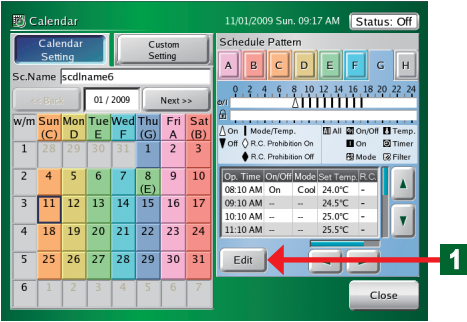 Calendar
11/01/2009 Sun. 09:17 AM
Status: Off
Calendar
Setting
Custom
Setting
Sc.Name scdlname6
<< Back
01 / 2009
Next >>
w/m Sun Mon Tue Wed Thu Fri Sat
(C) D E F (G) A (B)
1 28 29 30 31 1 2 3
2 4 5 6 7 8 9 10
(E)
3 11 12 13 14 15 16 17
4 18 19 20 21 22 23 24
5 25 26 27 28 29 30 31
6 1 2 3 4 5 6 7
Schedule Pattern
A B C D E F G H
0 2 4 6 8 10 12 14 16 18 20 22 24
On Mode/Temp. All On/Off Temp.
Off R.C. Prohibition On On Timer
R.C. Prohibition Off Mode Filter
Op. Time On/Off Mode Set Temp. R.C.
08:10 AM On Cool 24.0°C -
09:10 AM -- -- 24.5°C -
10:10 AM -- -- 25.0°C -
11:10 AM -- -- 25.5°C -
Edit
1
Close